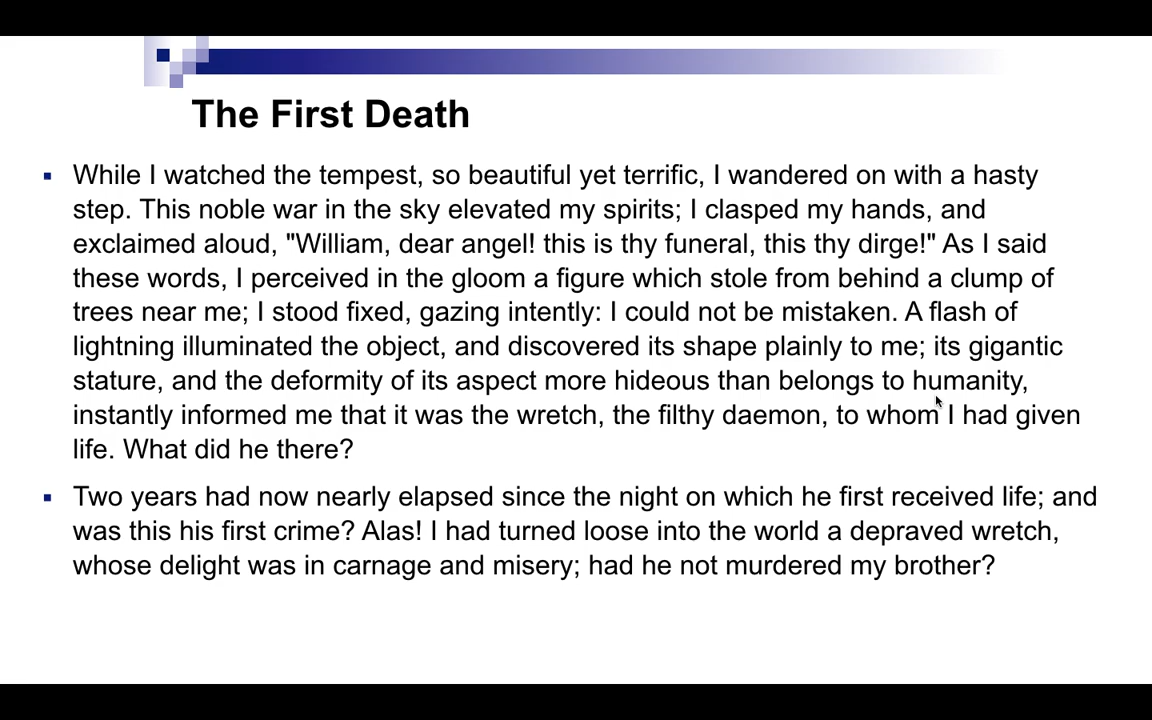 The First Death
While I watched the tempest, so beautiful yet terrific, I wandered on with a hasty
step. This noble war in the sky elevated my spirits; I clasped my hands, and
exclaimed aloud, "William, dear angel! this is thy funeral, this thy dirge!" As I said
these words, I perceived in the gloom a figure which stole from behind a clump of
trees near me; I stood fixed, gazing intently: I could not be mistaken. A flash of
lightning illuminated the object, and discovered its shape plainly to me; its gigantic
stature, and the deformity of its aspect more hideous than belongs to humanity,
instantly informed me that it was the wretch, the filthy daemon, to whom I had given
life. What did he there?
Two years had now nearly elapsed since the night on which he first received life; and
was this his first crime? Alas! I had turned loose into the world a depraved wretch,
whose delight was in carnage and misery; had he not murdered my brother?